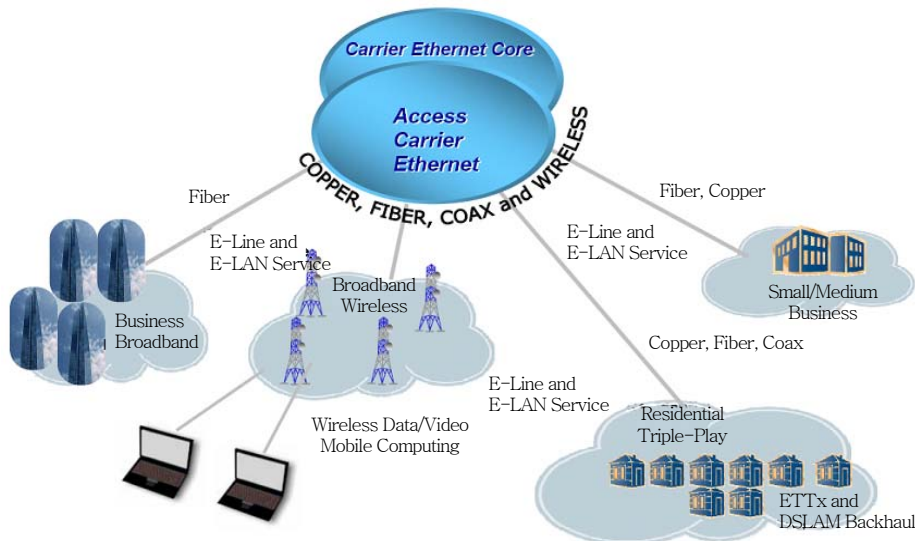 Carrier Ethernet Core
Access
Carrier
Ethernet
COPPER, FIBER, COAX and WIRELESS
Fiber
Fiber, Copper
E-Line and
E-LAN Service
E-Line and
E-LAN Service
Broadband
Wireless
Small/Medium
Business
Business
Broadband
Copper, Fiber, Coax
E-Line and
E-LAN Service
Wireless Data/Video
Mobile Computing
Residential
Triple-Play
ETTx and
DSLAM Backhaul